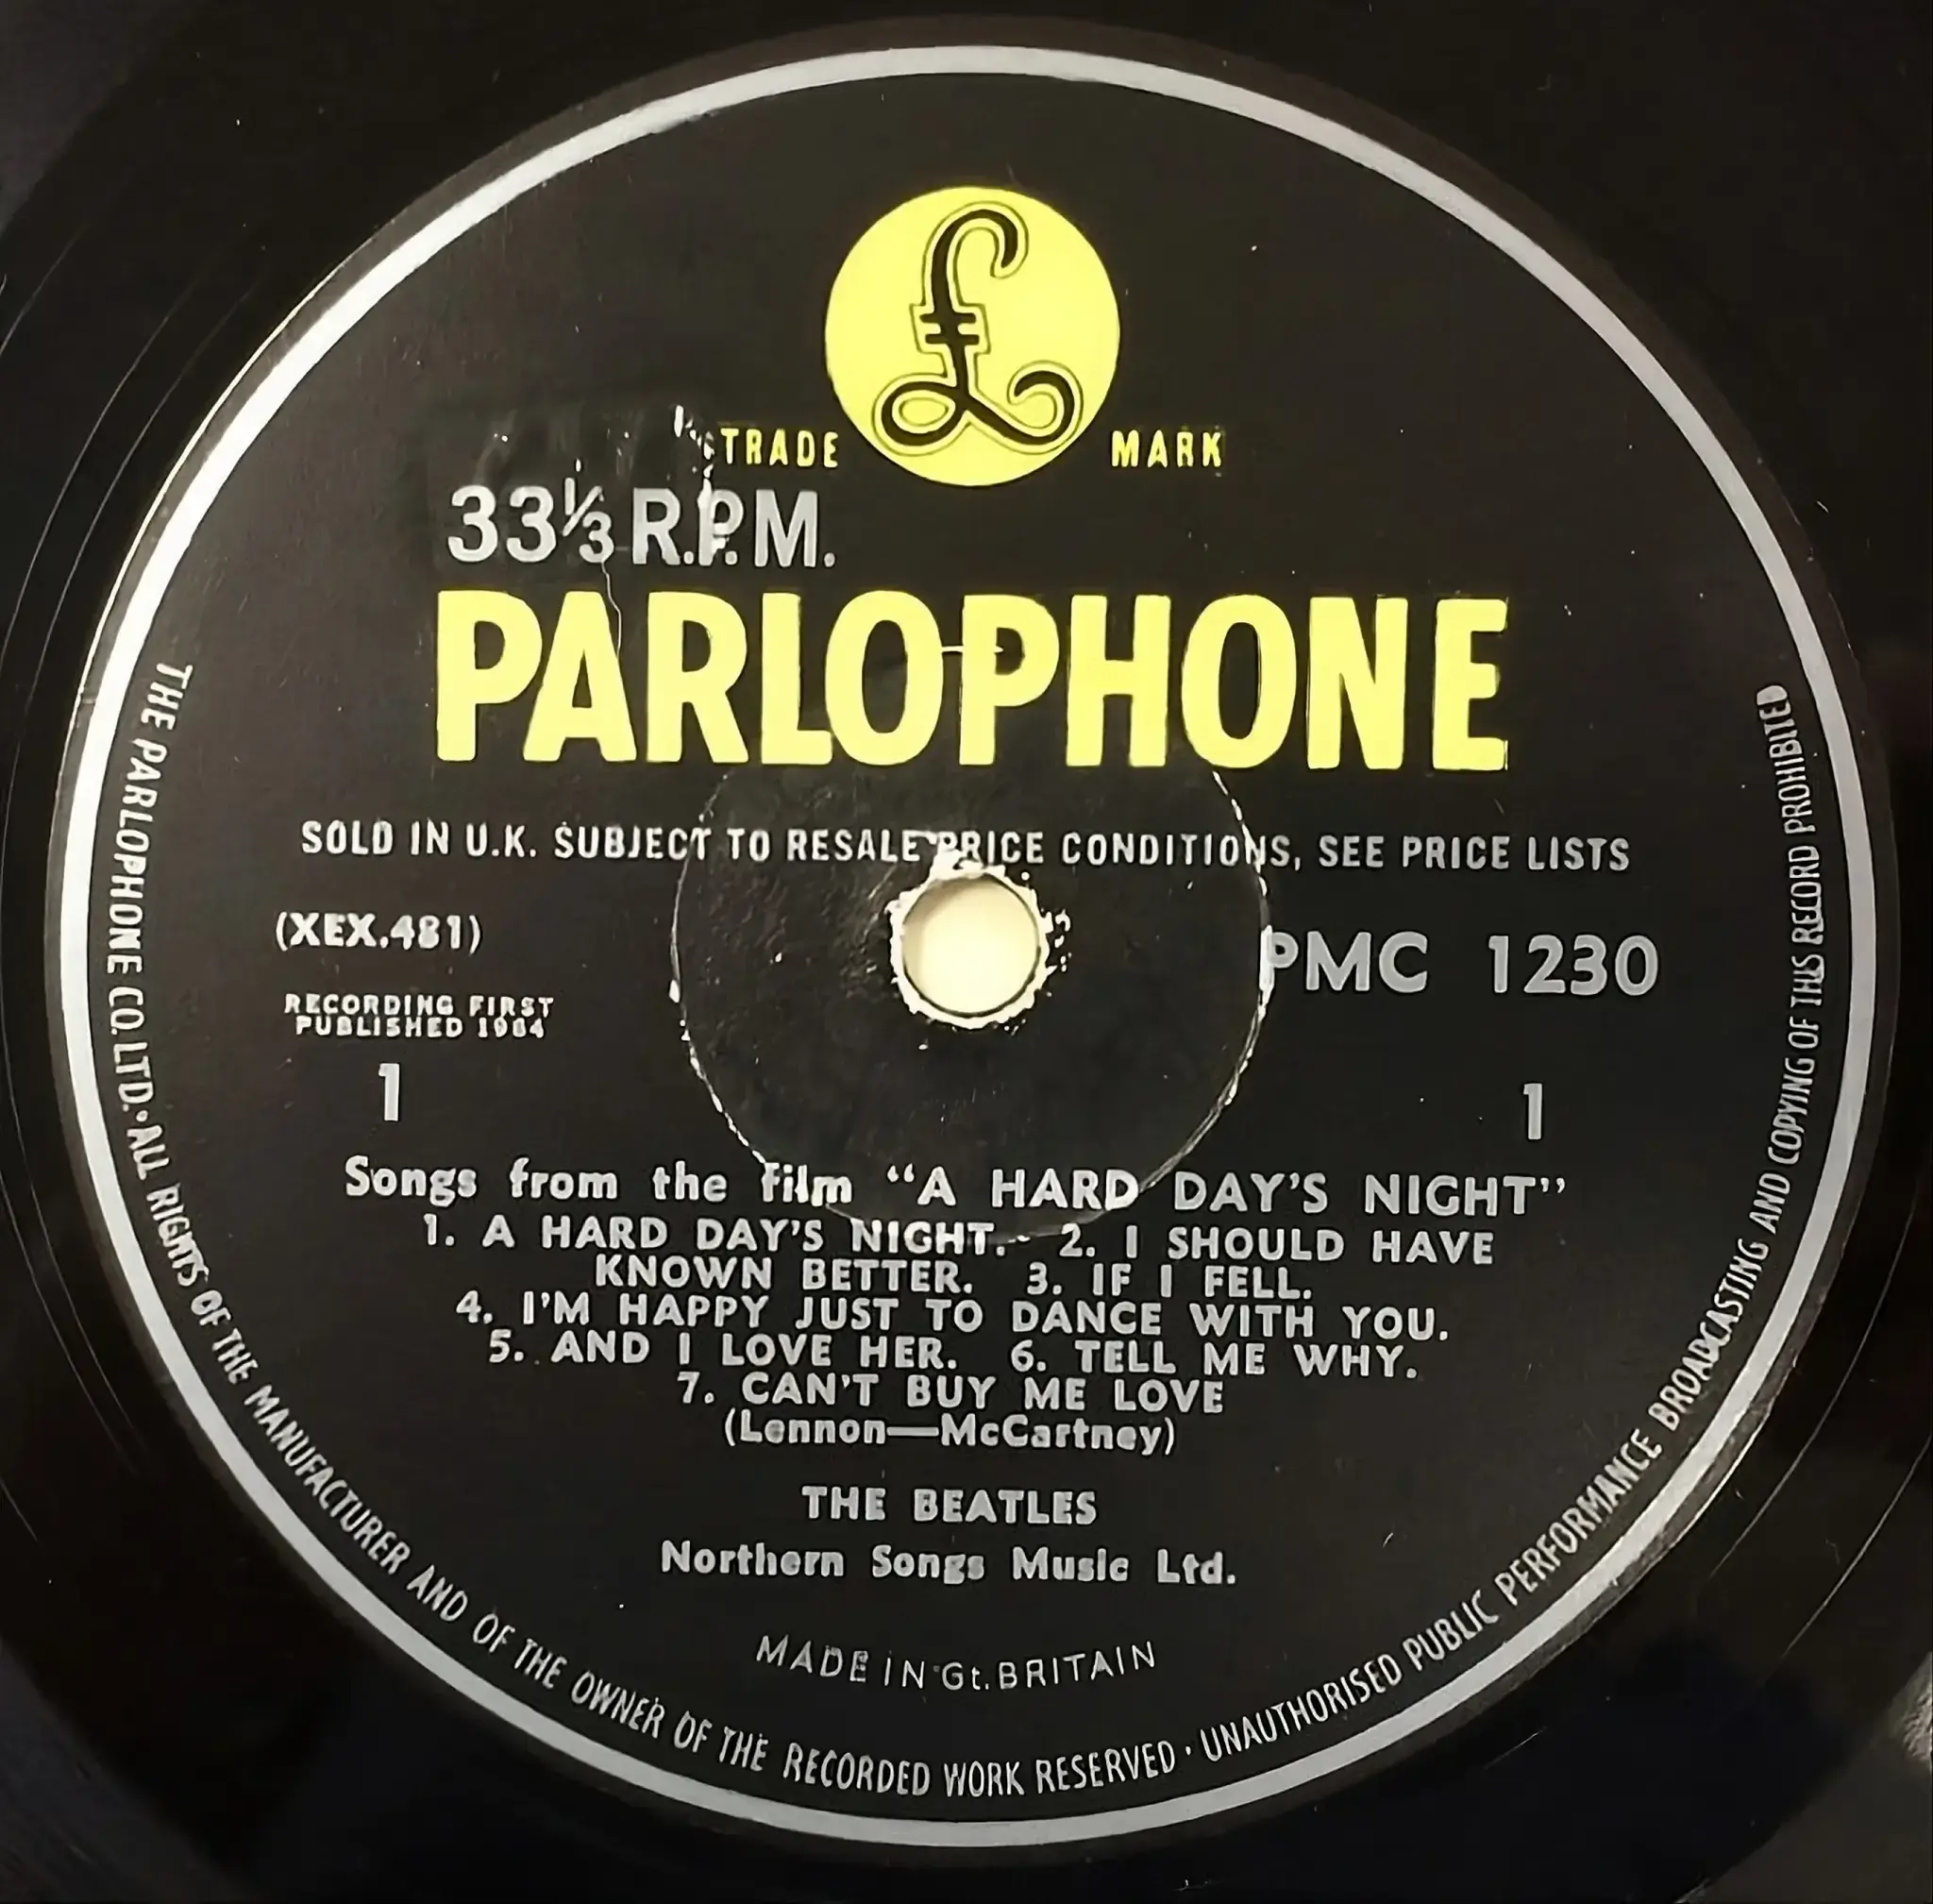 £
TRADE MARK
33⅓ R.P.M.
PARLOPHONE
SOLD IN U.K. SUBJECT TO RESALE PRICE CONDITIONS, SEE PRICE LISTS
(XEX.481)
PMC 1230
RECORDING FIRST
PUBLISHED 1964
1
1
Songs from the film “A HARD DAY’S NIGHT”
1. A HARD DAY’S NIGHT. 2. I SHOULD HAVE
KNOWN BETTER. 3. IF I FELL.
4. I’M HAPPY JUST TO DANCE WITH YOU.
5. AND I LOVE HER. 6. TELL ME WHY.
7. CAN’T BUY ME LOVE
(Lennon—McCartney)
THE BEATLES
Northern Songs Music Ltd.
MADE IN Gt. BRITAIN
THE PARLOPHONE CO. LTD. · ALL RIGHTS OF THE MANUFACTURER AND OF THE OWNER OF THE RECORDED WORK RESERVED · UNAUTHORISED PUBLIC PERFORMANCE BROADCASTING AND COPYING OF THIS RECORD PROHIBITED